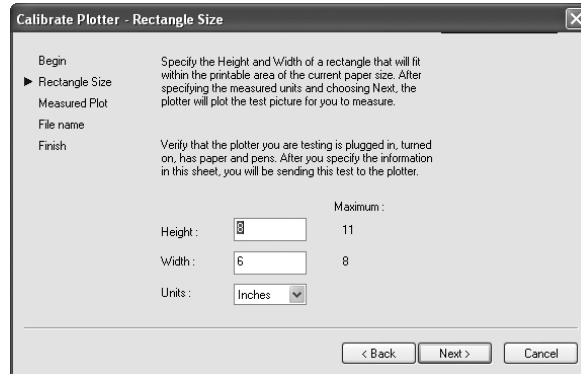 Calibrate Plotter - Rectangle Size
Begin
Rectangle Size
Measured Plot
File name
Finish
Specify the Height and Width of a rectangle that will fit
within the printable area of the current paper size. After
specifying the measured units and choosing Next, the
plotter will plot the test picture for you to measure.
Verify that the plotter you are testing is plugged in, turned
on, has paper and pens. After you specify the information
in this sheet, you will be sending this test to the plotter.
Maximum :
Height : 8 11
Width : 6 8
Units : Inches
< Back Next > Cancel